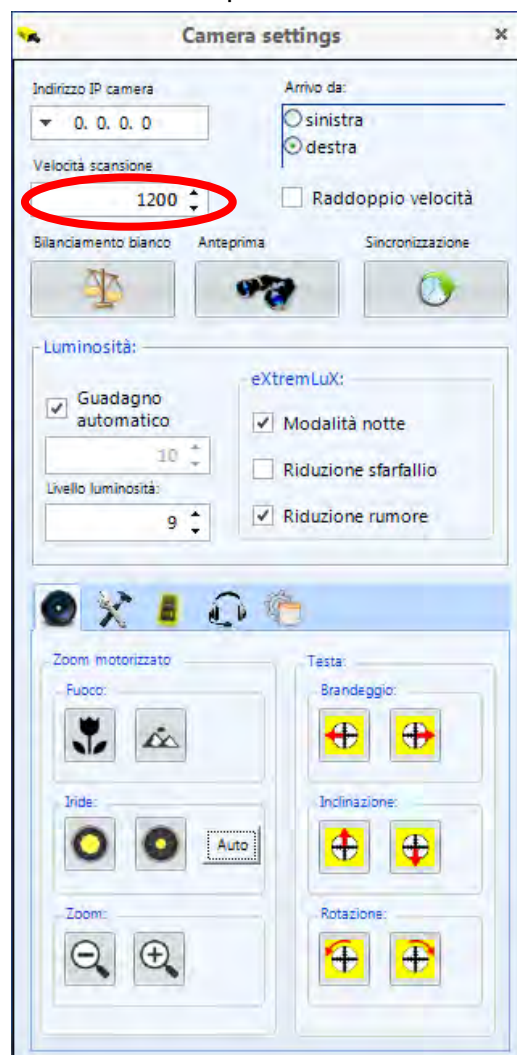 Camera settings
Indirizzo IP camera
0. 0. 0. 0
Arrivo da:
sinistra
destra
Velocità scansione
1200
Raddoppio velocità
Bilanciamento bianco
Anteprima
Sincronizzazione
Luminosità:
Guadagno
automatico
10
Livello luminosità:
9
eXtremLuX:
Modalità notte
Riduzione sfarfallio
Riduzione rumore
Zoom motorizzato
Fuoco:
Iride:
Auto
Zoom:
Testa:
Brandeggio:
Inclinazione:
Rotazione: